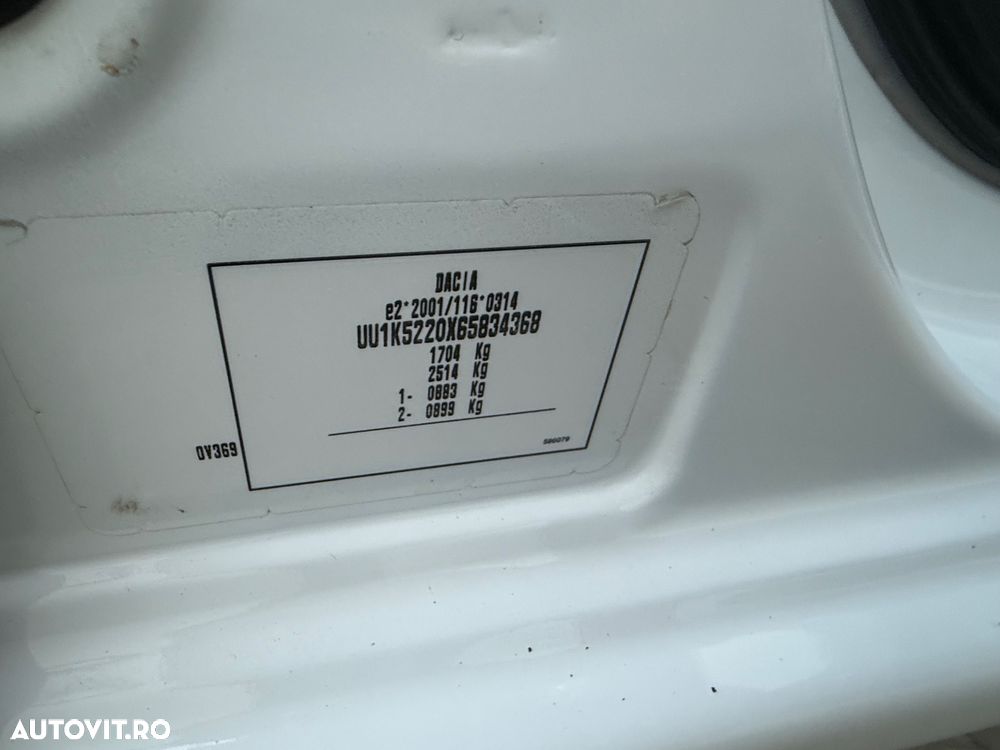 DACIA
e2*2001/116*0314
UU1K5220X65834368
1704 Kg
2514 Kg
1- 0883 Kg
2- 0899 Kg
590079
0V369
AUTOVIT.RO